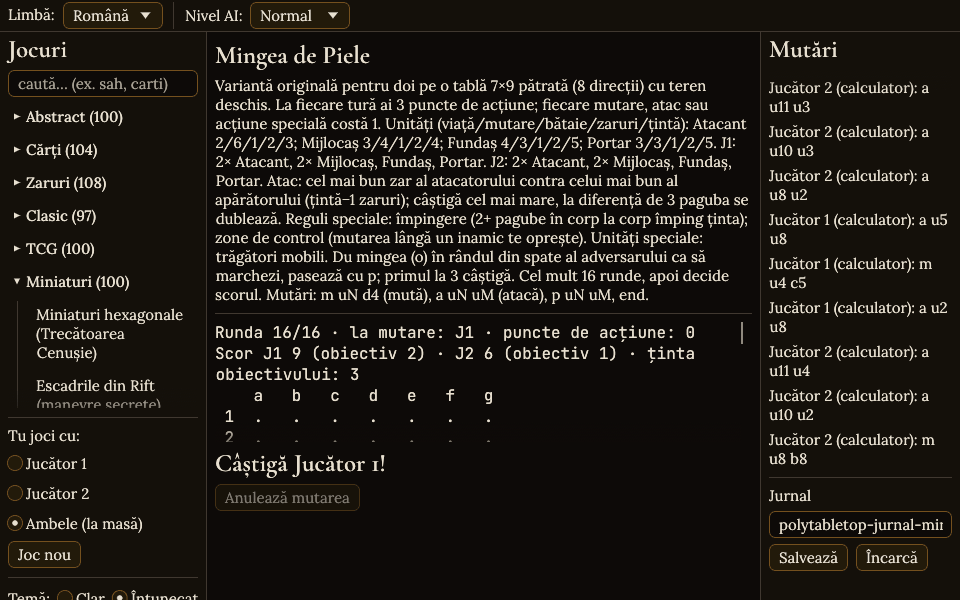 Limbă: Română ▼ Nivel AI: Normal ▼
Jocuri
caută... (ex. sah, carti)
▸ Abstract (100)
▸ Cărți (104)
▸ Zaruri (108)
▸ Clasic (97)
▸ TCG (100)
▾ Miniaturi (100)
Miniaturi hexagonale
(Trecătoarea
Cenușie)
Escadrile din Rift
(manevre secrete)
Tu joci cu:
Jucător 1
Jucător 2
Ambele (la masă)
Joc nou
Temă: Clar Întunecat
Mingea de Piele
Variantă originală pentru doi pe o tablă 7×9 pătrată (8 direcții) cu teren
deschis. La fiecare tură ai 3 puncte de acțiune; fiecare mutare, atac sau
acțiune specială costă 1. Unități (viață/mutare/bătaie/zaruri/țintă): Atacant
2/6/1/2/3; Mijlocaș 3/4/1/2/4; Fundaș 4/3/1/2/5; Portar 3/3/1/2/5. J1:
2× Atacant, 2× Mijlocaș, Fundaș, Portar. J2: 2× Atacant, 2× Mijlocaș, Fundaș,
Portar. Atac: cel mai bun zar al atacatorului contra celui mai bun al
apărătorului (țintă−1 zaruri); câștigă cel mai mare, la diferență de 3 paguba se
dublează. Reguli speciale: împingere (2+ pagube în corp la corp împing ținta);
zone de control (mutarea lângă un inamic te oprește). Unități speciale:
trăgători mobili. Du mingea (o) în rândul din spate al adversarului ca să
marchezi, pasează cu p; primul la 3 câștigă. Cel mult 16 runde, apoi decide
scorul. Mutări: m uN d4 (mută), a uN uM (atacă), p uN uM, end.
Runda 16/16 · la mutare: J1 · puncte de acțiune: 0
Scor J1 9 (obiectiv 2) · J2 6 (obiectiv 1) · ținta
obiectivului: 3
a b c d e f g
1 . . . . . . .
2 . . . . . . .
Câștigă Jucător 1!
Anulează mutarea
Mutări
Jucător 2 (calculator): a
u11 u3
Jucător 2 (calculator): a
u10 u3
Jucător 2 (calculator): a
u8 u2
Jucător 1 (calculator): a u5
u8
Jucător 1 (calculator): m
u4 c5
Jucător 1 (calculator): a u2
u8
Jucător 2 (calculator): a
u11 u4
Jucător 2 (calculator): a
u10 u2
Jucător 2 (calculator): m
u8 b8
Jurnal
polytabletop-jurnal-mi
Salvează Încarcă